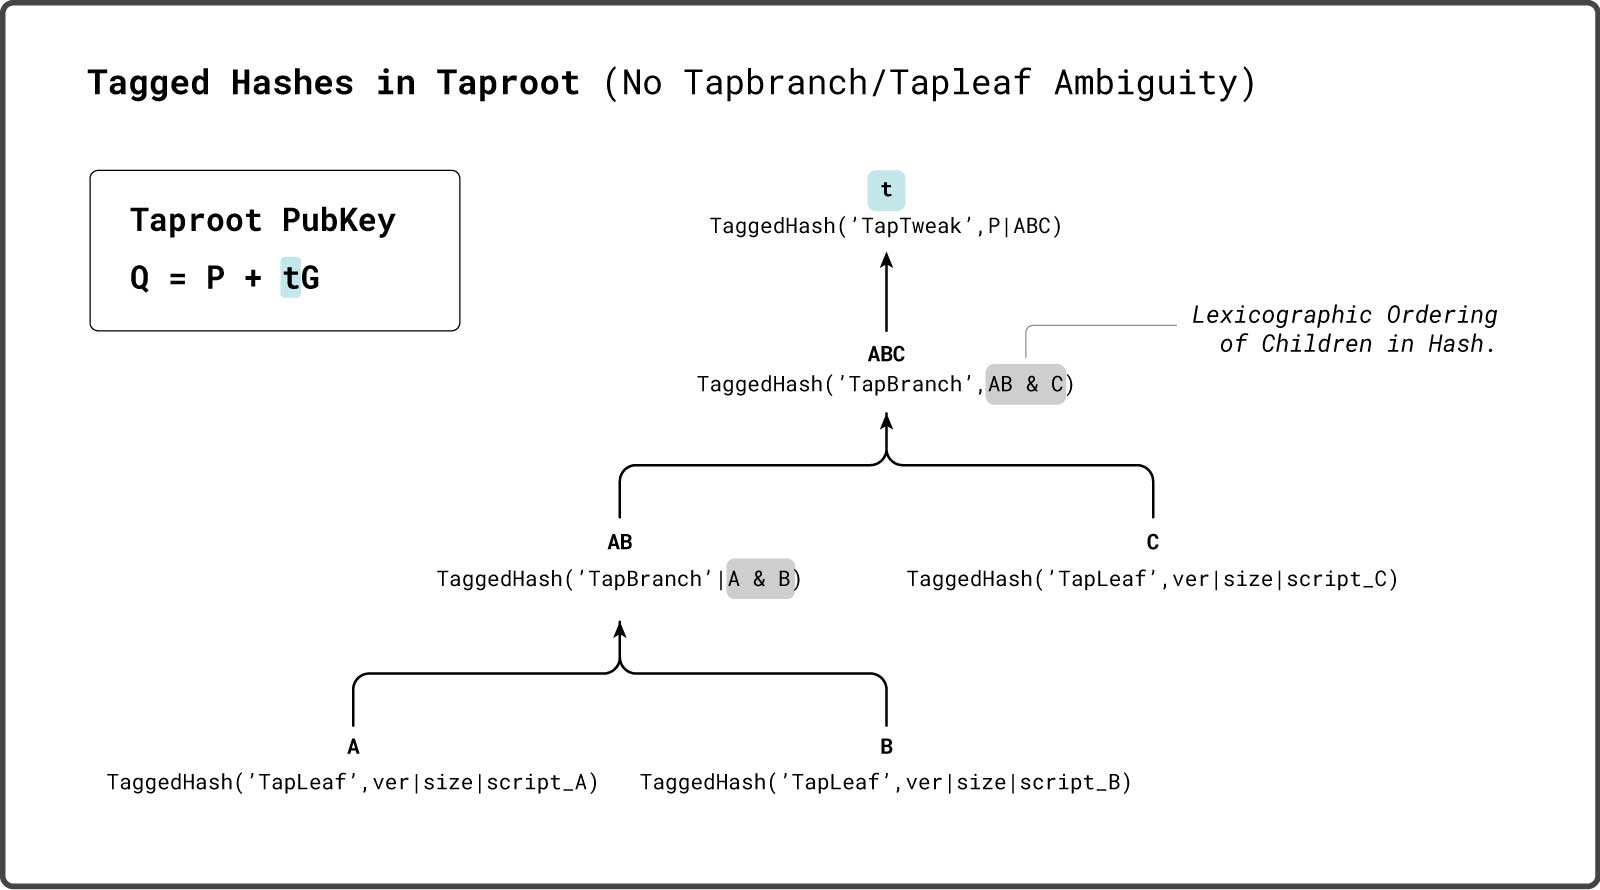 Tagged Hashes in Taproot (No Tapbranch/Tapleaf Ambiguity)
Taproot PubKey
Q = P + tG
t
TaggedHash(’TapTweak’,P|ABC)
Lexicographic Ordering
of Children in Hash.
ABC
TaggedHash(’TapBranch’,AB & C)
AB
TaggedHash(’TapBranch’|A & B)
C
TaggedHash(’TapLeaf’,ver|size|script_C)
A
TaggedHash(’TapLeaf’,ver|size|script_A)
B
TaggedHash(’TapLeaf’,ver|size|script_B)